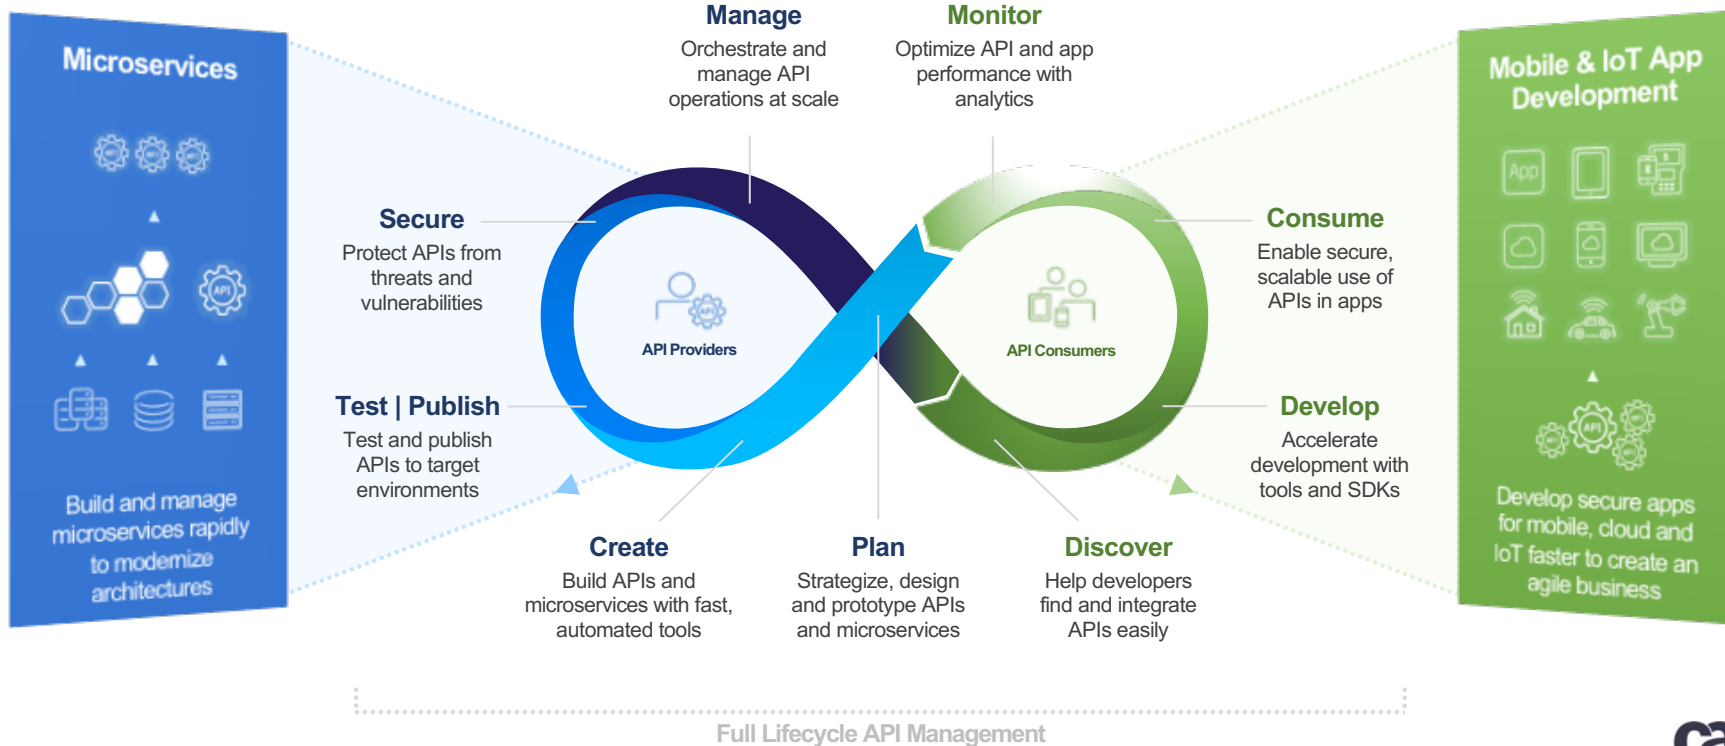 Microservices
Build and manage
microservices rapidly
to modernize
architectures
Manage
Orchestrate and
manage API
operations at scale
Monitor
Optimize API and app
performance with
analytics
Secure
Protect APIs from
threats and
vulnerabilities
Consume
Enable secure,
scalable use of
APIs in apps
API Providers
API Consumers
Test | Publish
Test and publish
APIs to target
environments
Develop
Accelerate
development with
tools and SDKs
Create
Build APIs and
microservices with fast,
automated tools
Plan
Strategize, design
and prototype APIs
and microservices
Discover
Help developers
find and integrate
APIs easily
Mobile & IoT App
Development
App
API
API
API
Develop secure apps
for mobile, cloud and
IoT faster to create an
agile business
Full Lifecycle API Management
ca